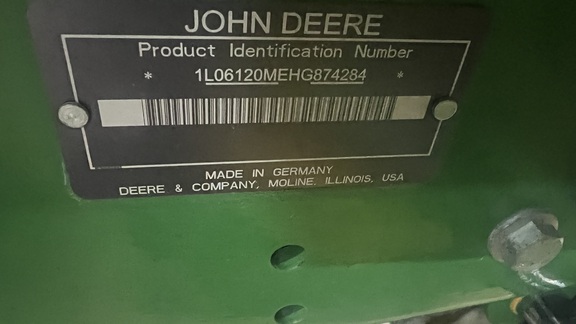 JOHN DEERE
Product Identification Number
* 1L06120MEHG874284 *
MADE IN GERMANY
DEERE & COMPANY, MOLINE, ILLINOIS, USA